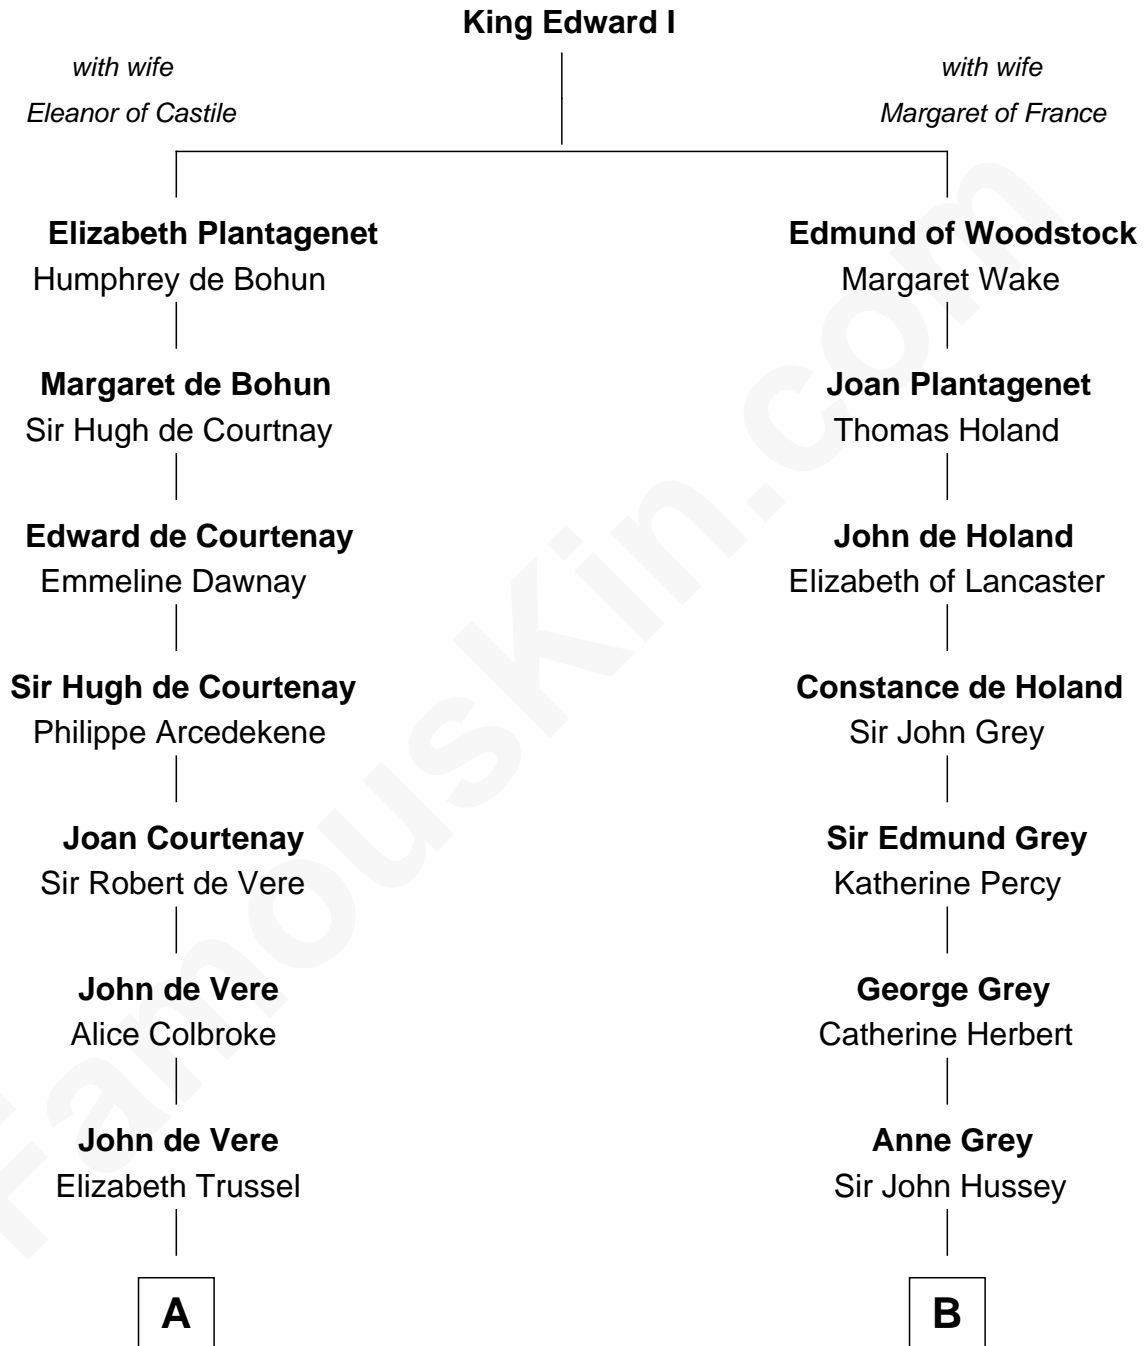 King Edward I
with wife
Eleanor of Castile
with wife
Margaret of France
Elizabeth Plantagenet
Humphrey de Bohun
Edmund of Woodstock
Margaret Wake
Margaret de Bohun
Sir Hugh de Courtnay
Joan Plantagenet
Thomas Holand
Edward de Courtenay
Emmeline Dawnay
John de Holand
Elizabeth of Lancaster
Sir Hugh de Courtenay
Philippe Arcedekene
Constance de Holand
Sir John Grey
Joan Courtenay
Sir Robert de Vere
Sir Edmund Grey
Katherine Percy
John de Vere
Alice Colbroke
George Grey
Catherine Herbert
John de Vere
Elizabeth Trussel
Anne Grey
Sir John Hussey
A
B
FamousKin.com